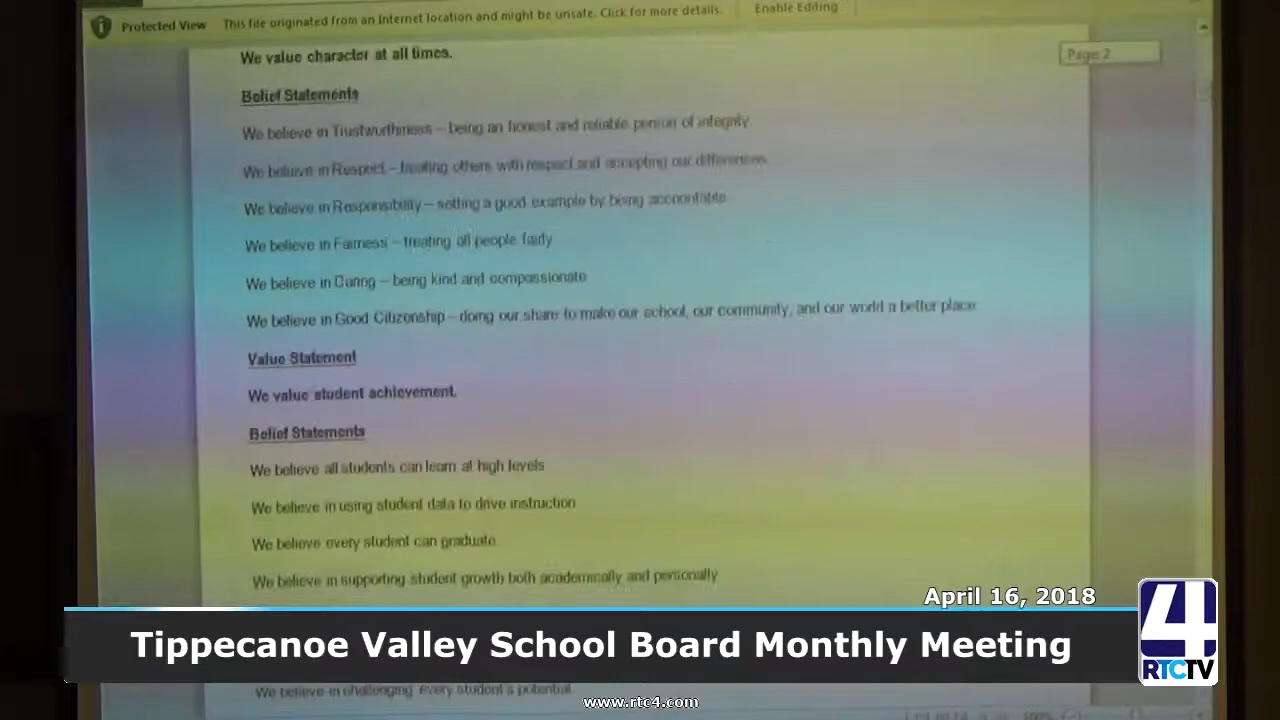 Protected View This file originated from an Internet location and might be unsafe. Click for more details. Enable Editing
We value character at all times.
Page: 2
Belief Statements
We believe in Trustworthiness – being an honest and reliable person of integrity
We believe in Respect – treating others with respect and accepting our differences
We believe in Responsibility – setting a good example by being accountable
We believe in Fairness – treating all people fairly
We believe in Caring – being kind and compassionate
We believe in Good Citizenship – doing our share to make our school, our community, and our world a better place
Value Statement
We value student achievement.
Belief Statements
We believe all students can learn at high levels
We believe in using student data to drive instruction
We believe every student can graduate.
We believe in supporting student growth both academically and personally
April 16, 2018
Tippecanoe Valley School Board Monthly Meeting
4
RTCTV
We believe in challenging every student's potential.
www.rtc4.com